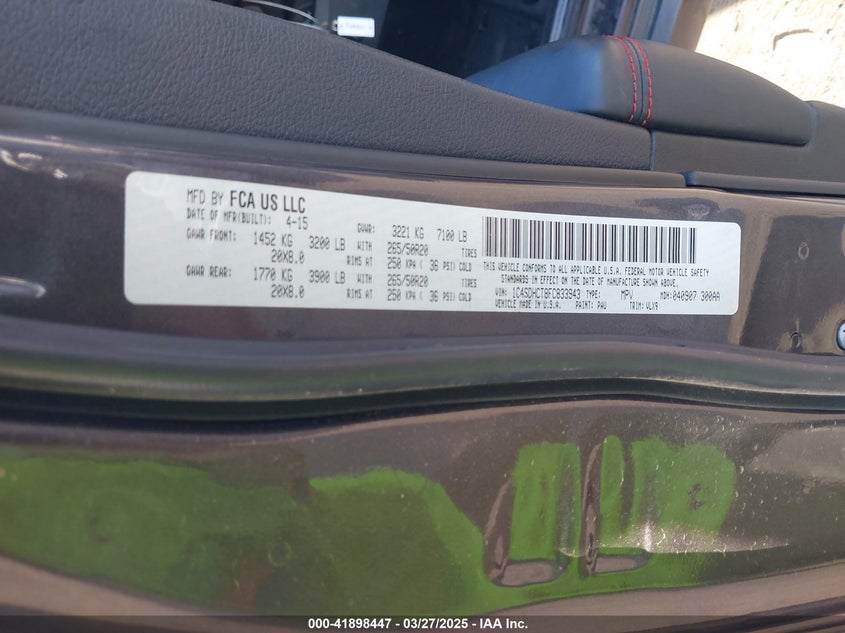 MFD BY FCA US LLC
DATE OF MFR(BUILT): 4-15 GVWR: 3221 KG 7100 LB
GAWR FRONT: 1452 KG 3200 LB WITH 265/50R20 TIRES
20X8.0 RIMS AT 250 KPA ( 36 PSI) COLD
GAWR REAR: 1770 KG 3900 LB WITH 265/50R20 TIRES
20X8.0 RIMS AT 250 KPA ( 36 PSI) COLD
THIS VEHICLE CONFORMS TO ALL APPLICABLE U.S.A. FEDERAL MOTOR VEHICLE SAFETY
STANDARDS IN EFFECT ON THE DATE OF MANUFACTURE SHOWN ABOVE.
VIN: 1C4SDHCT8FC833943 TYPE: MPV MDH: 040907 300AA
VEHICLE MADE IN U.S.A. PAINT: PAU TRIM: VLX9
000-41898447 - 03/27/2025 - IAA Inc.